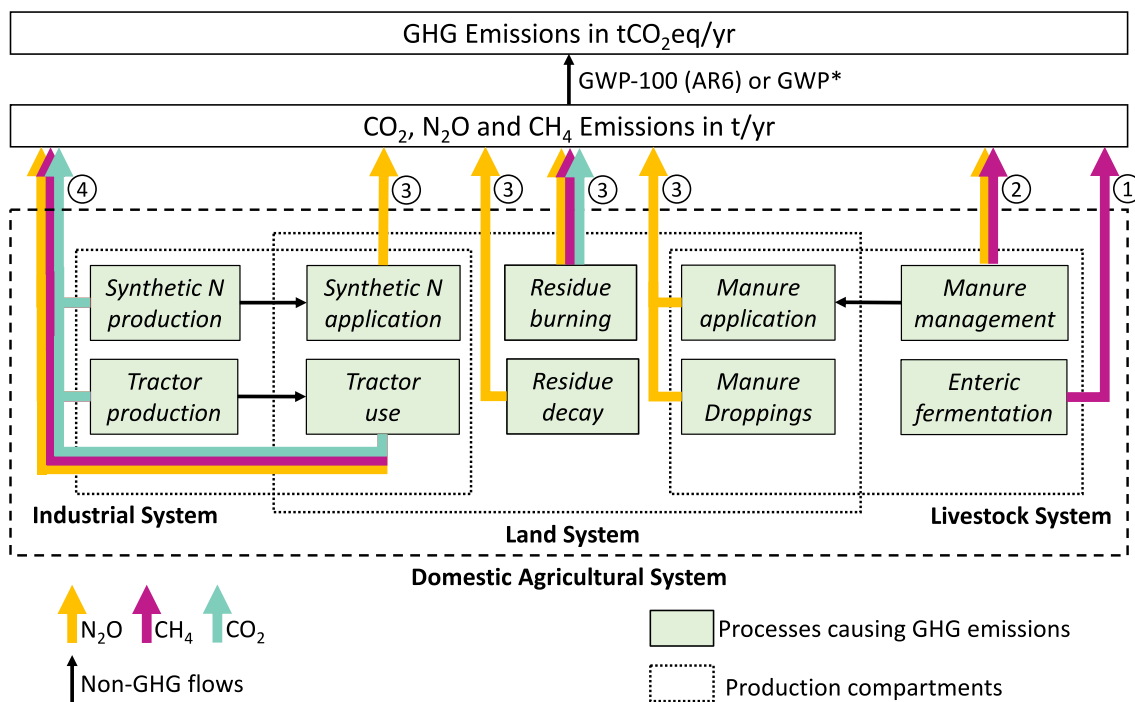 GHG Emissions in tCO₂eq/yr
GWP-100 (AR6) or GWP*
CO₂, N₂O and CH₄ Emissions in t/yr
④
③
③
③
③
②
①
Synthetic N
production
Synthetic N
application
Residue
burning
Manure
application
Manure
management
Tractor
production
Tractor
use
Residue
decay
Manure
Droppings
Enteric
fermentation
Industrial System
Land System
Livestock System
Domestic Agricultural System
N₂O
CH₄
CO₂
Processes causing GHG emissions
Non-GHG flows
Production compartments